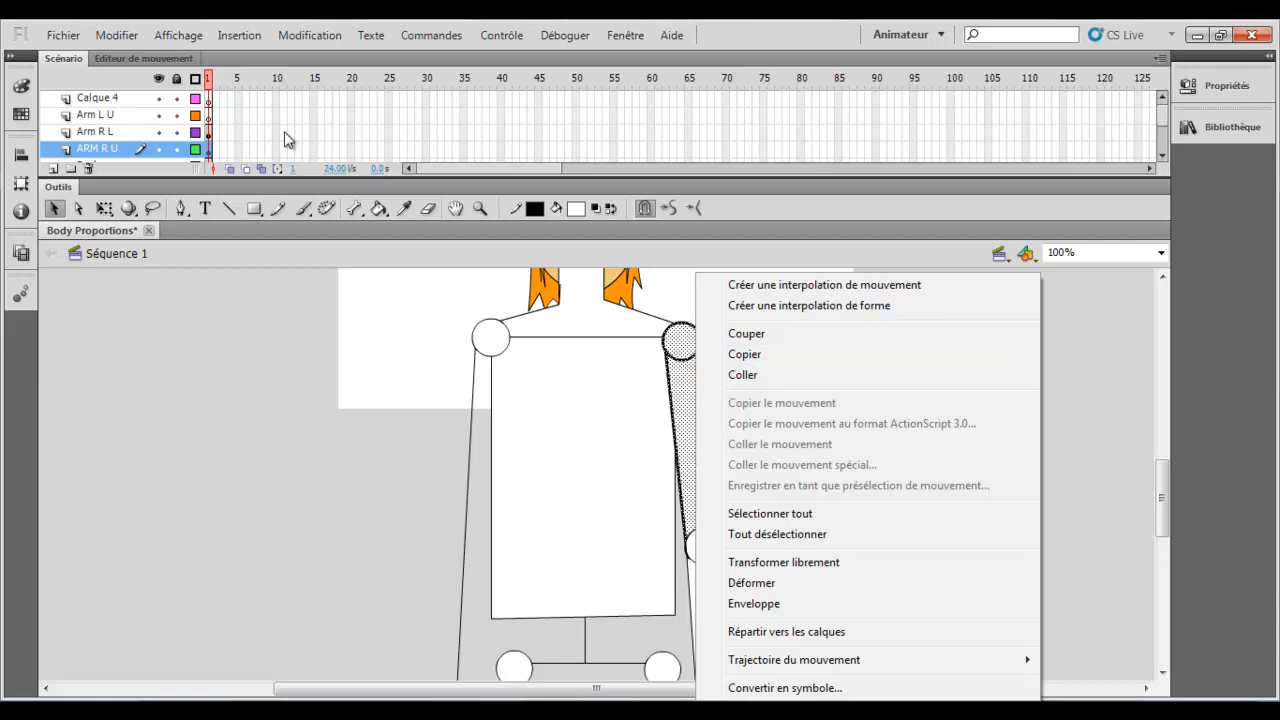 Fl Fichier Modifier Affichage Insertion Modification Texte Commandes Contrôle Déboguer Fenêtre Aide Animateur CS Live
Scénario Editeur de mouvement
1 5 10 15 20 25 30 35 40 45 50 55 60 65 70 75 80 85 90 95 100 105 110 115 120 125
Calque 4
Arm L U
Arm R L
ARM R U
1 24.00 i/s 0.0 s
Propriétés
Bibliothèque
Outils
Body Proportions*
Séquence 1 100%
Créer une interpolation de mouvement
Créer une interpolation de forme
Couper
Copier
Coller
Copier le mouvement
Copier le mouvement au format ActionScript 3.0...
Coller le mouvement
Coller le mouvement spécial...
Enregistrer en tant que présélection de mouvement...
Sélectionner tout
Tout désélectionner
Transformer librement
Déformer
Enveloppe
Répartir vers les calques
Trajectoire du mouvement
Convertir en symbole...